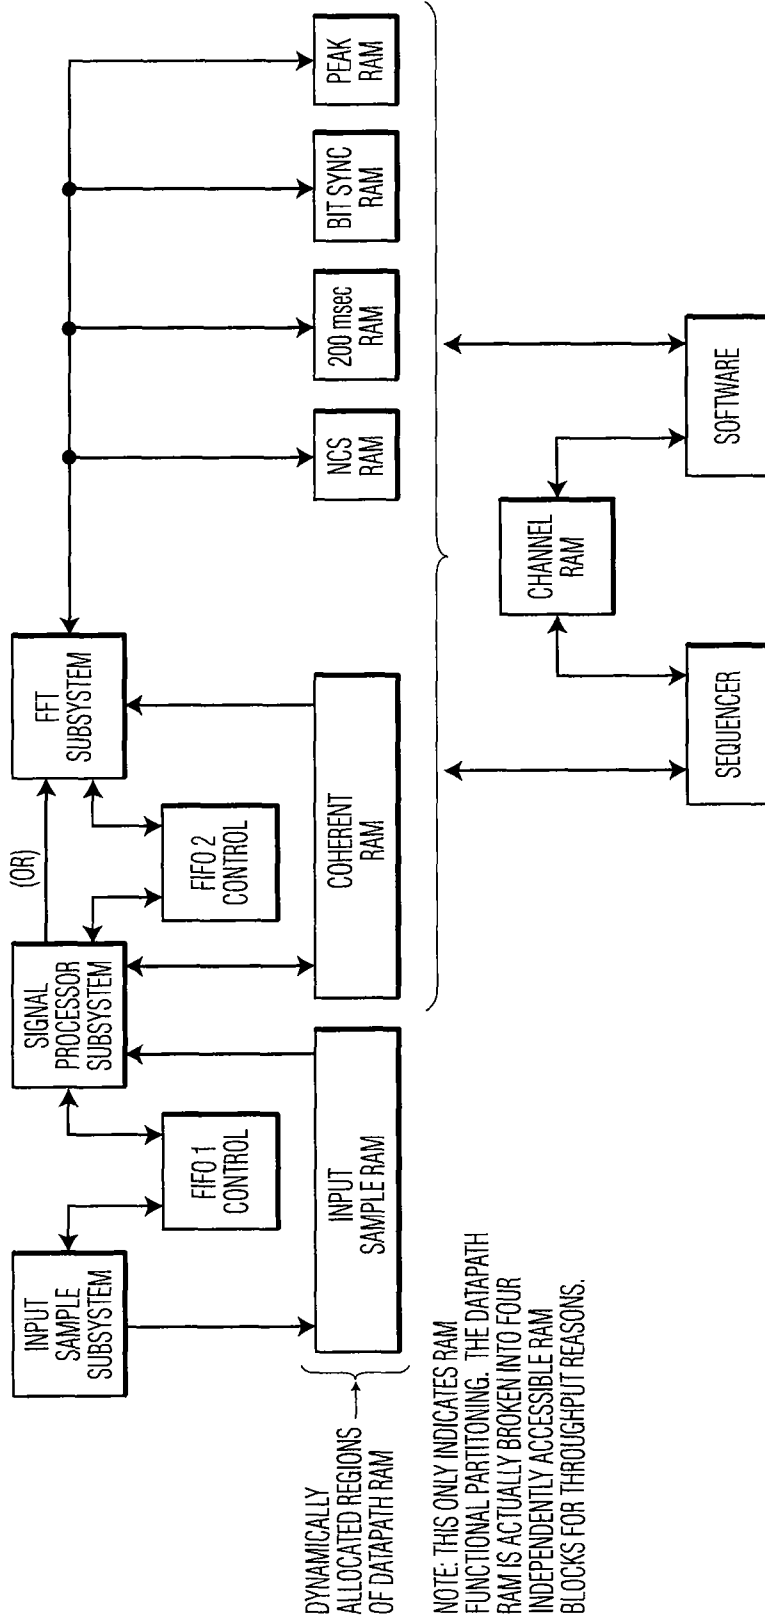 INPUT
SAMPLE
SUBSYSTEM
FIFO 1
CONTROL
SIGNAL
PROCESSOR
SUBSYSTEM
(OR)
FIFO 2
CONTROL
FFT
SUBSYSTEM
DYNAMICALLY
ALLOCATED REGIONS
OF DATAPATH RAM
INPUT
SAMPLE RAM
COHERENT
RAM
NCS
RAM
200 msec
RAM
BIT SYNC
RAM
PEAK
RAM
NOTE: THIS ONLY INDICATES RAM
FUNCTIONAL PARTITONING. THE DATAPATH
RAM IS ACTUALLY BROKEN INTO FOUR
INDEPENDENTLY ACCESSIBLE RAM
BLOCKS FOR THROUGHPUT REASONS.
SEQUENCER
CHANNEL
RAM
SOFTWARE